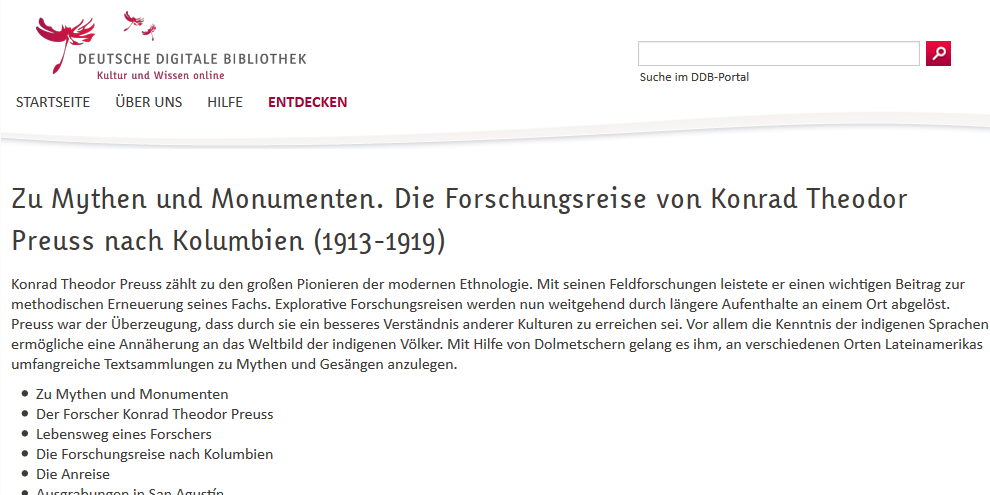 DEUTSCHE DIGITALE BIBLIOTHEK
Kultur und Wissen online
Suche im DDB-Portal
STARTSEITE ÜBER UNS HILFE ENTDECKEN
Zu Mythen und Monumenten. Die Forschungsreise von Konrad Theodor
Preuss nach Kolumbien (1913-1919)
Konrad Theodor Preuss zählt zu den großen Pionieren der modernen Ethnologie. Mit seinen Feldforschungen leistete er einen wichtigen Beitrag zur
methodischen Erneuerung seines Fachs. Explorative Forschungsreisen werden nun weitgehend durch längere Aufenthalte an einem Ort abgelöst.
Preuss war der Überzeugung, dass durch sie ein besseres Verständnis anderer Kulturen zu erreichen sei. Vor allem die Kenntnis der indigenen Sprachen
ermögliche eine Annäherung an das Weltbild der indigenen Völker. Mit Hilfe von Dolmetschern gelang es ihm, an verschiedenen Orten Lateinamerikas
umfangreiche Textsammlungen zu Mythen und Gesängen anzulegen.
• Zu Mythen und Monumenten
• Der Forscher Konrad Theodor Preuss
• Lebensweg eines Forschers
• Die Forschungsreise nach Kolumbien
• Die Anreise
• Ausgrabungen in San Agustín